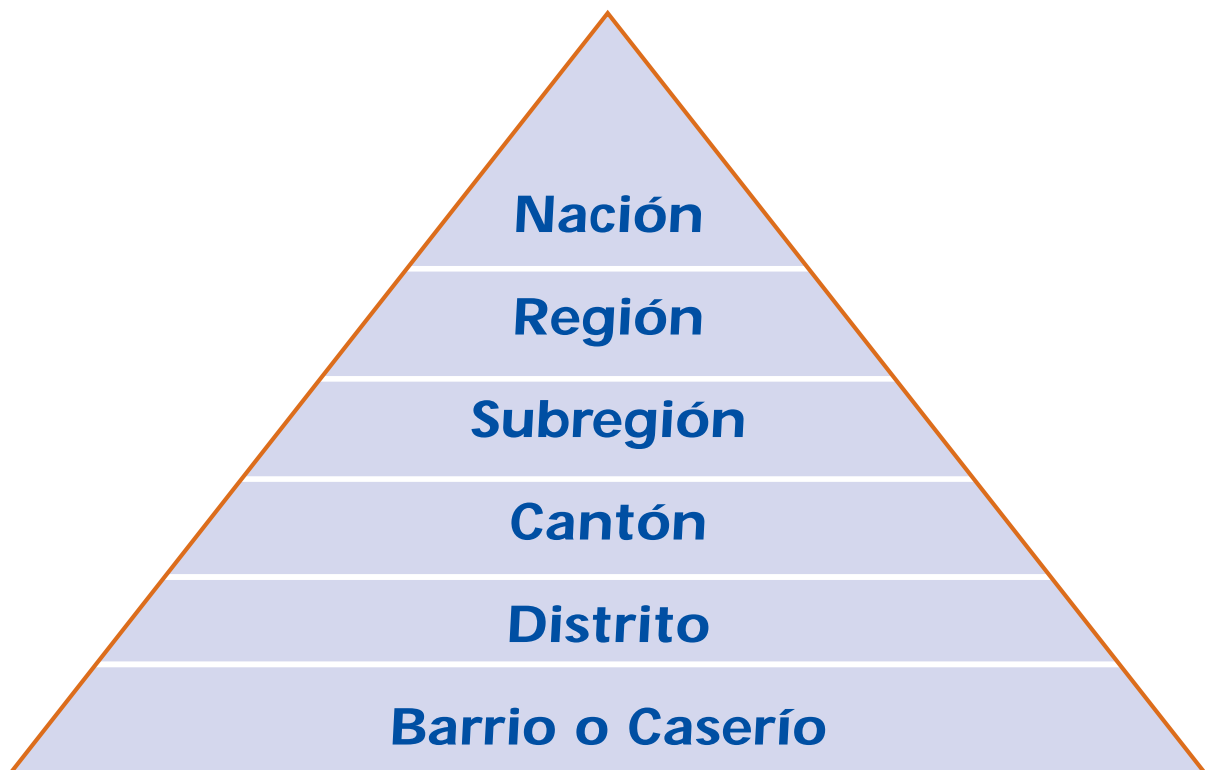 Nación
Región
Subregión
Cantón
Distrito
Barrio o Caserío